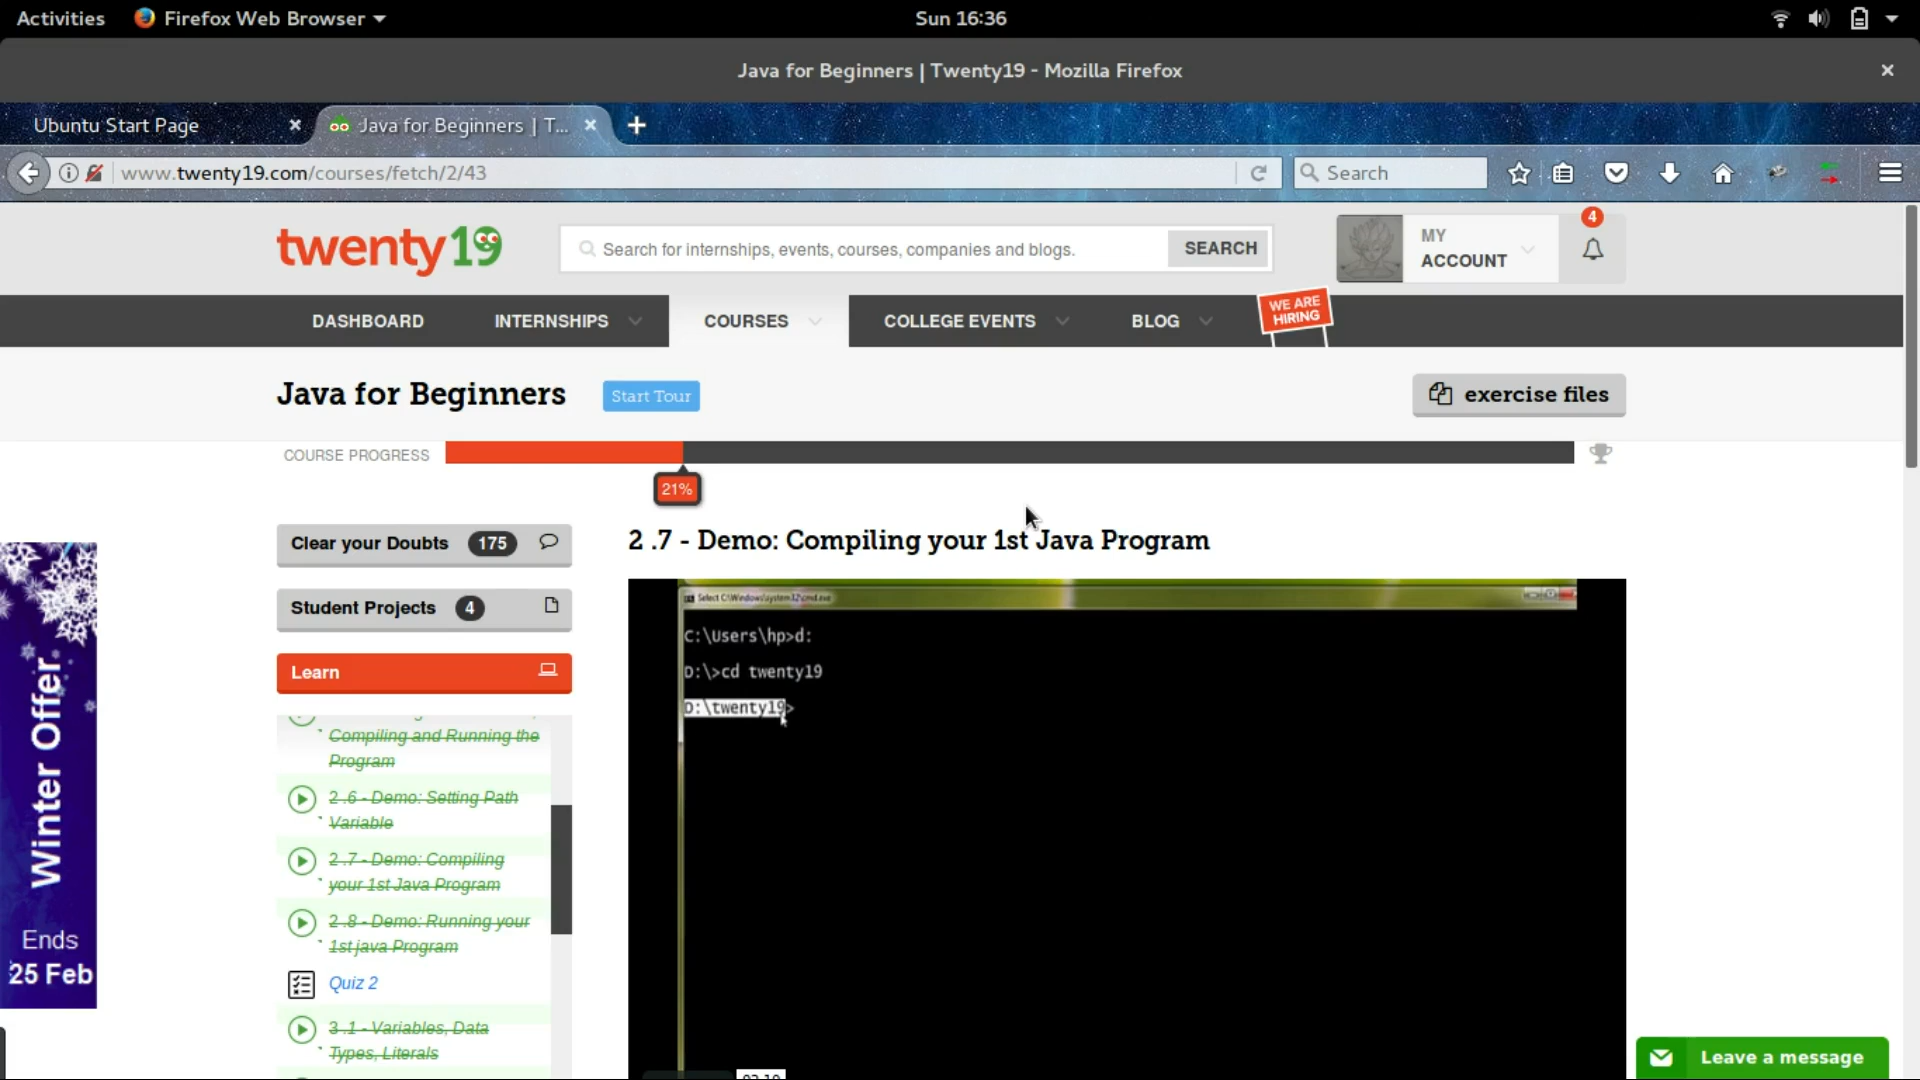 Activities Firefox Web Browser Sun 16:36
Java for Beginners | Twenty19 - Mozilla Firefox
Ubuntu Start Page Java for Beginners | T...
www.twenty19.com/courses/fetch/2/43 Search
twenty19 Search for internships, events, courses, companies and blogs. SEARCH
MY
ACCOUNT
4
DASHBOARD INTERNSHIPS COURSES COLLEGE EVENTS BLOG
WE ARE
HIRING
Java for Beginners Start Tour exercise files
COURSE PROGRESS
21%
Clear your Doubts 175
Student Projects 4
Learn
Compiling and Running the
Program
2 .6 - Demo: Setting Path
Variable
2 .7 - Demo: Compiling
your 1st Java Program
2 .8 - Demo: Running your
1st java Program
Quiz 2
3 .1 - Variables, Data
Types, Literals
2 .7 - Demo: Compiling your 1st Java Program
Select C:\Windows\system32\cmd.exe
C:\Users\hp>d:
D:\>cd twenty19
D:\twenty19>
Winter Offer.
Ends
25 Feb
Leave a message